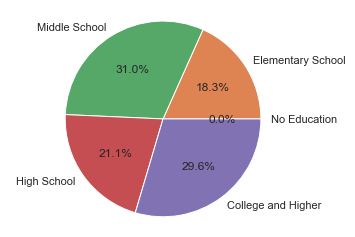 Middle School
Elementary School
31.0%
18.3%
0.0%
No Education
21.1%
29.6%
High School
College and Higher